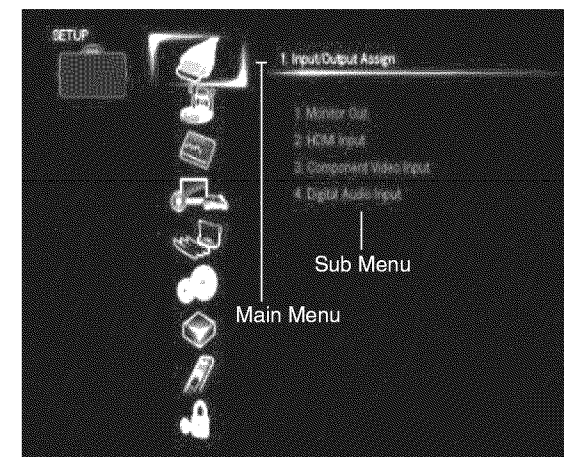 SETUP
1. Input/Output Assign
1. Monitor Out
2. HDMI Input
3. Component Video Input
4. Digital Audio Input
Sub Menu
Main Menu